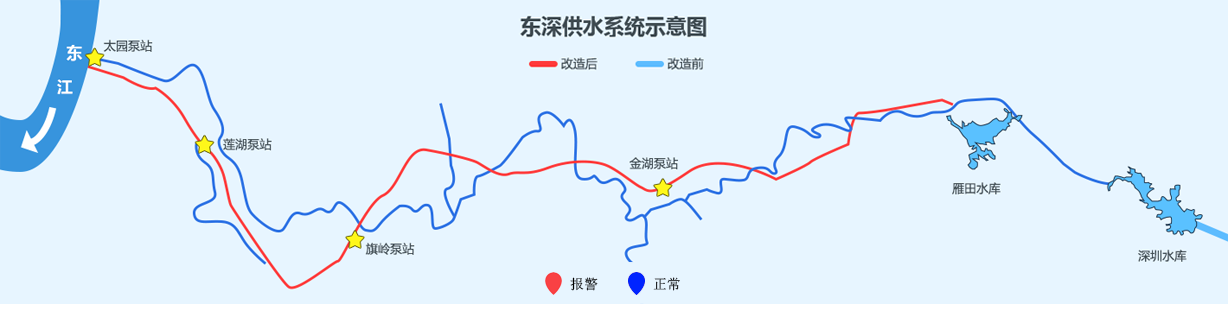 东深供水系统示意图
改造后
改造前
东
江
太园泵站
莲湖泵站
旗岭泵站
金湖泵站
雁田水库
深圳水库
报警
正常